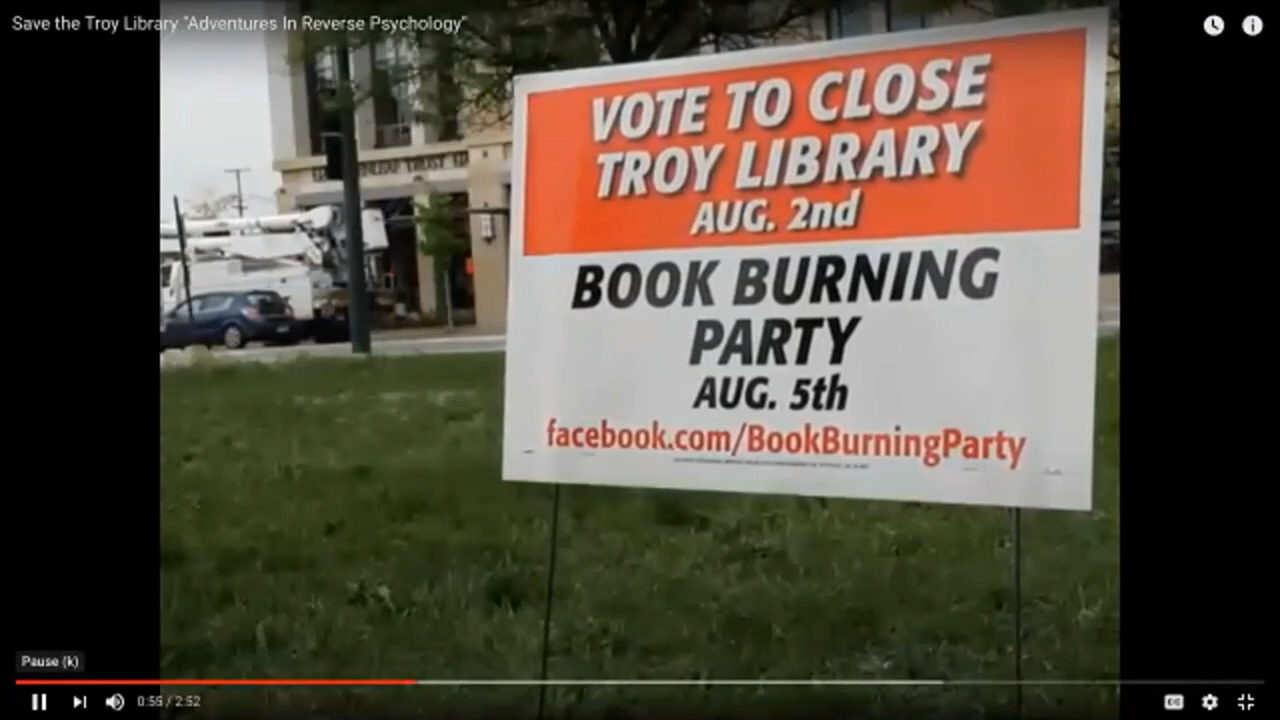 Save the Troy Library "Adventures In Reverse Psychology"
VOTE TO CLOSE
TROY LIBRARY
AUG. 2nd
BOOK BURNING
PARTY
AUG. 5th
facebook.com/BookBurningParty
Pause (k)
0:55 / 2:52
CC